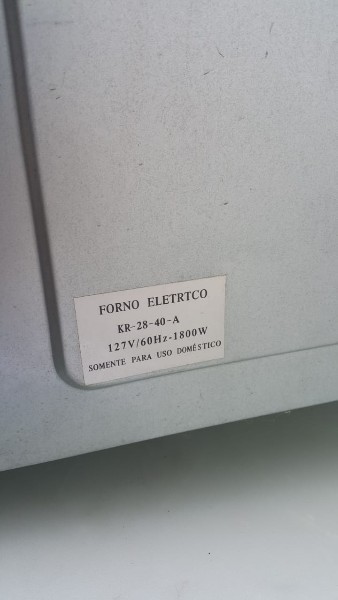 FORNO ELETRTCO
KR-28-40-A
127V/60Hz-1800W
SOMENTE PARA USO DOMÉSTICO